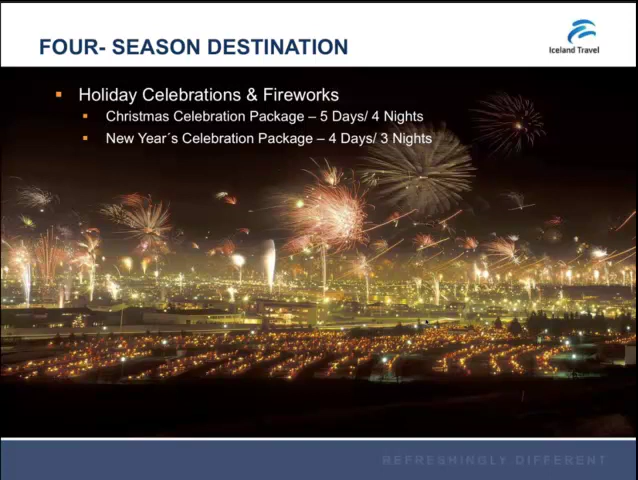 FOUR- SEASON DESTINATION
Iceland Travel
Holiday Celebrations & Fireworks
Christmas Celebration Package – 5 Days/ 4 Nights
New Year´s Celebration Package – 4 Days/ 3 Nights
REFRESHINGLY DIFFERENT